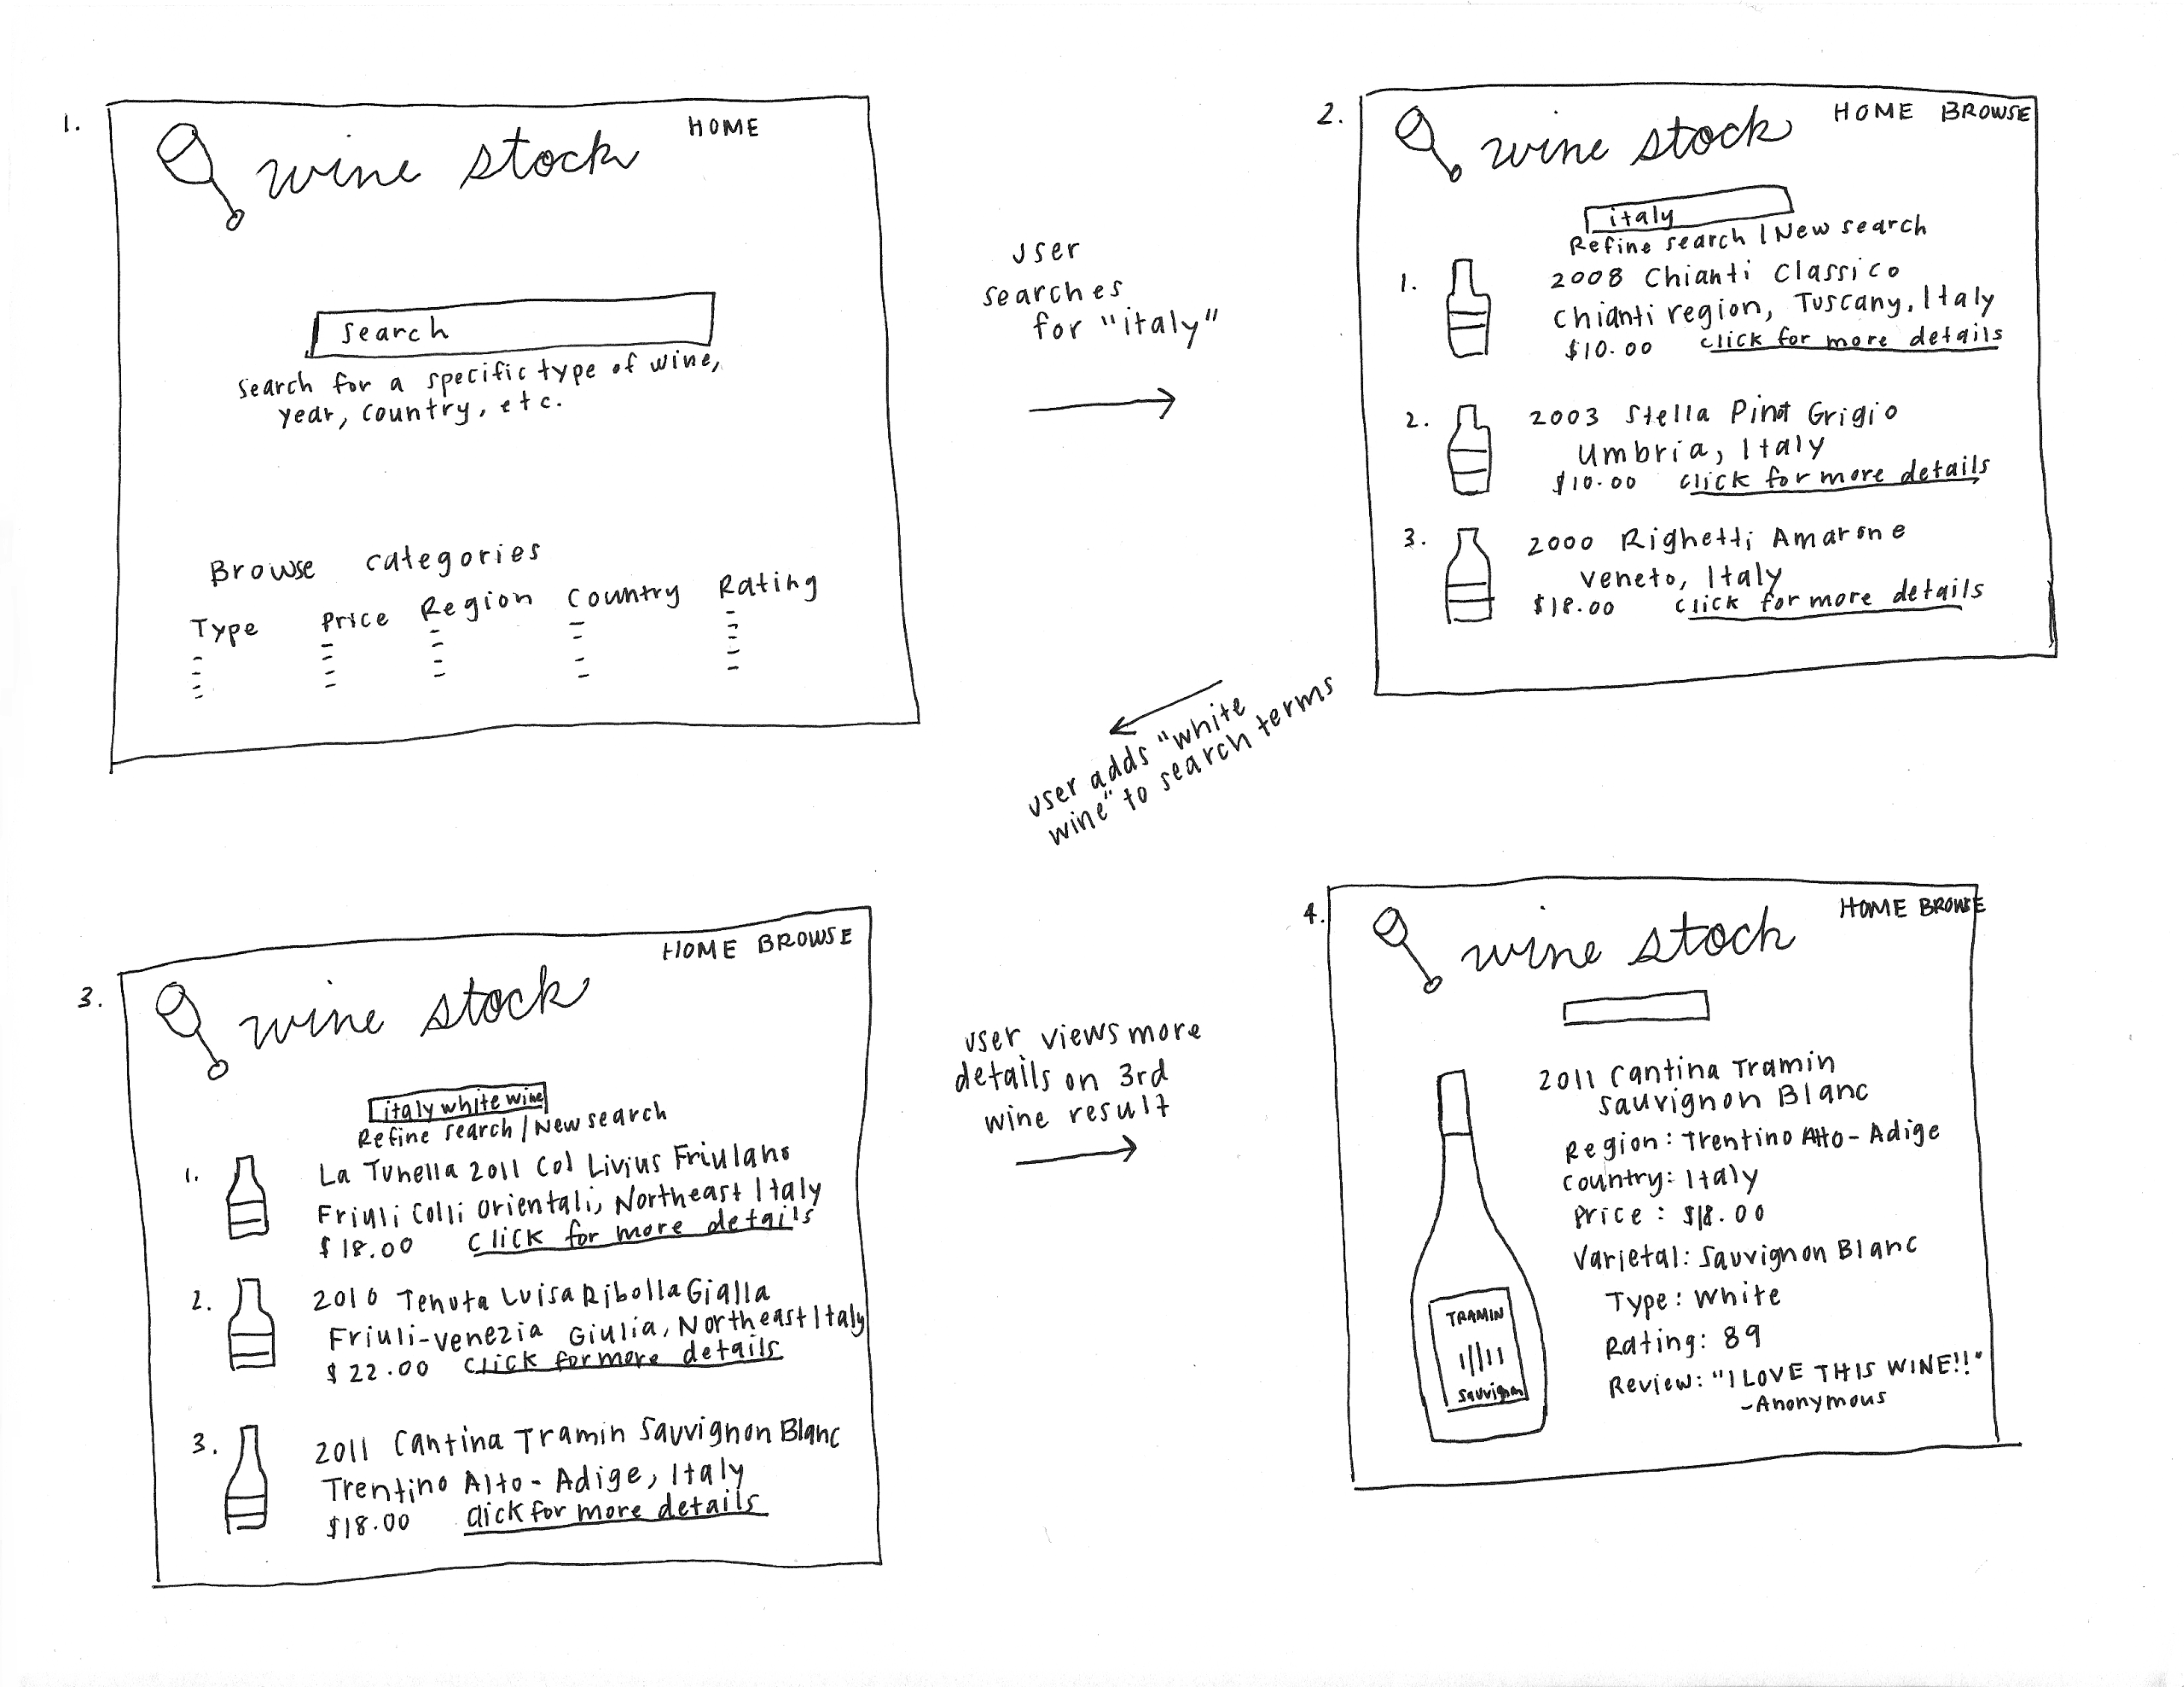 1.
HOME
wine stock
search
search for a specific type of wine,
year, country, etc.
Browse categories
Type Price Region Country Rating
user
searches
for "italy"
2.
HOME BROWSE
wine stock
italy
Refine search / New search
1.
2008 Chianti Classico
Chianti region, Tuscany, Italy
$10.00 click for more details
2.
2003 Stella Pinot Grigio
Umbria, Italy
$10.00 click for more details
3.
2000 Righetti Amarone
Veneto, Italy
$18.00 click for more details
user adds "white
wine" to search terms
3.
HOME BROWSE
wine stock
italy white wine
Refine search / New search
1.
La Tunella 2011 Col Livius Friulano
Friuli Colli Orientali, Northeast Italy
$18.00 click for more details
2.
2010 Tenuta Luisa Ribolla Gialla
Friuli-Venezia Giulia, Northeast Italy
$22.00 click for more details
3.
2011 Cantina Tramin Sauvignon Blanc
Trentino Alto-Adige, Italy
$18.00 click for more details
user views more
details on 3rd
wine result
4.
HOME BROWSE
wine stock
2011 Cantina Tramin
Sauvignon Blanc
Region: Trentino Alto-Adige
Country: Italy
Price: $18.00
Varietal: Sauvignon Blanc
Type: White
Rating: 89
Review: "I LOVE THIS WINE!!"
-Anonymous
TRAMIN
Sauvignon